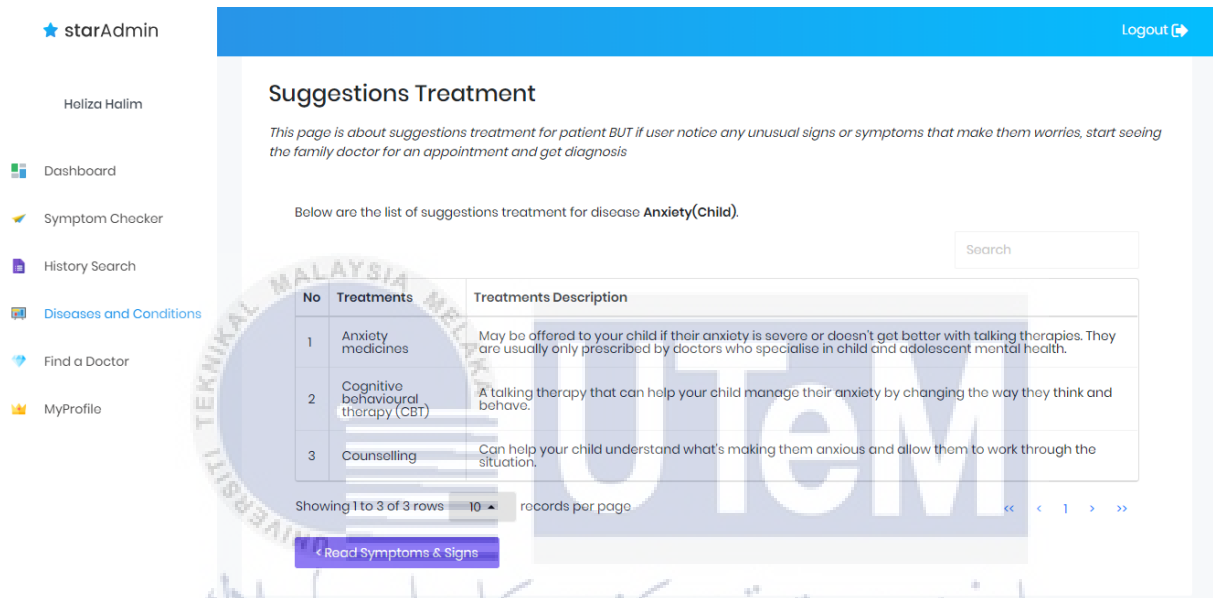 starAdmin
Logout
Heliza Halim
Dashboard
Symptom Checker
History Search
Diseases and Conditions
Find a Doctor
MyProfile
Suggestions Treatment
This page is about suggestions treatment for patient BUT if user notice any unusual signs or symptoms that make them worries, start seeing
the family doctor for an appointment and get diagnosis
Below are the list of suggestions treatment for disease Anxiety(Child).
Search
No Treatments Treatments Description
1 Anxiety
medicines
May be offered to your child if their anxiety is severe or doesn't get better with talking therapies. They
are usually only prescribed by doctors who specialise in child and adolescent mental health.
2 Cognitive
behavioural
therapy (CBT)
A talking therapy that can help your child manage their anxiety by changing the way they think and
behave.
3 Counselling
Can help your child understand what's making them anxious and allow them to work through the
situation.
Showing 1 to 3 of 3 rows 10 records per page
<< < 1 > >>
< Read Symptoms & Signs
UNIVERSITI TEKNIKAL MALAYSIA MELAKA
UTeM